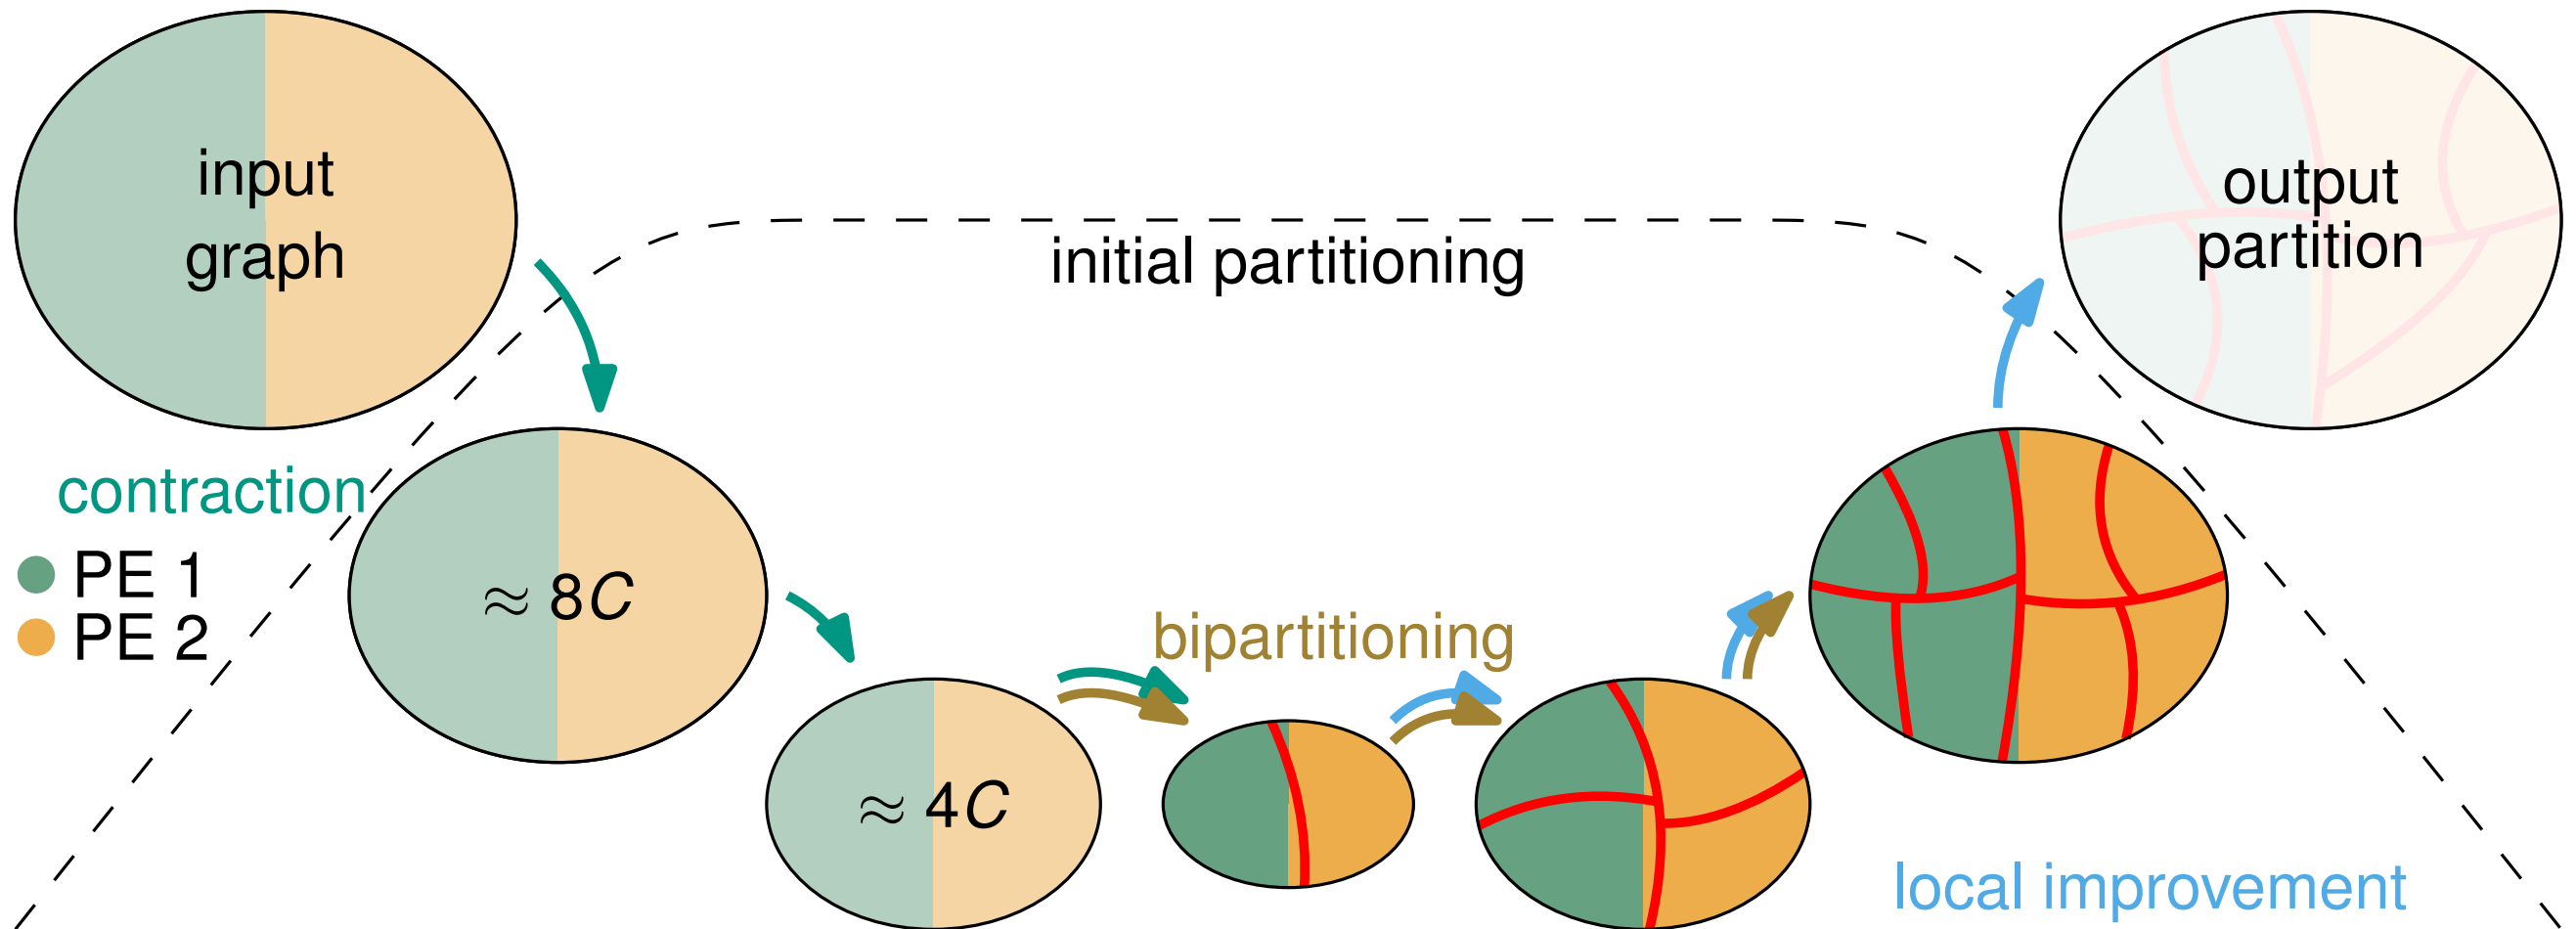 input
graph
output
partition
initial partitioning
contraction
PE 1
PE 2
≈ 8C
bipartitioning
≈ 4C
local improvement